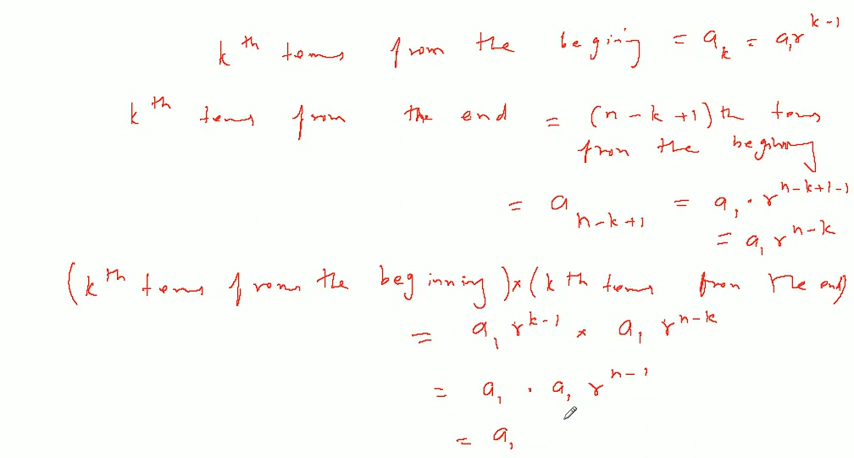 k^th terms from the begining = a_k = a_1 r^{k-1}
k^th terms from the end = (n-k+1)th terms
from the beginning
= a_{n-k+1} = a_1 · r^{n-k+1-1}
= a_1 r^{n-k}
(k^th terms from the beginning) × (kth terms from the end)
= a_1 r^{k-1} × a_1 r^{n-k}
= a_1 · a_1 r^{n-1}
= a_1